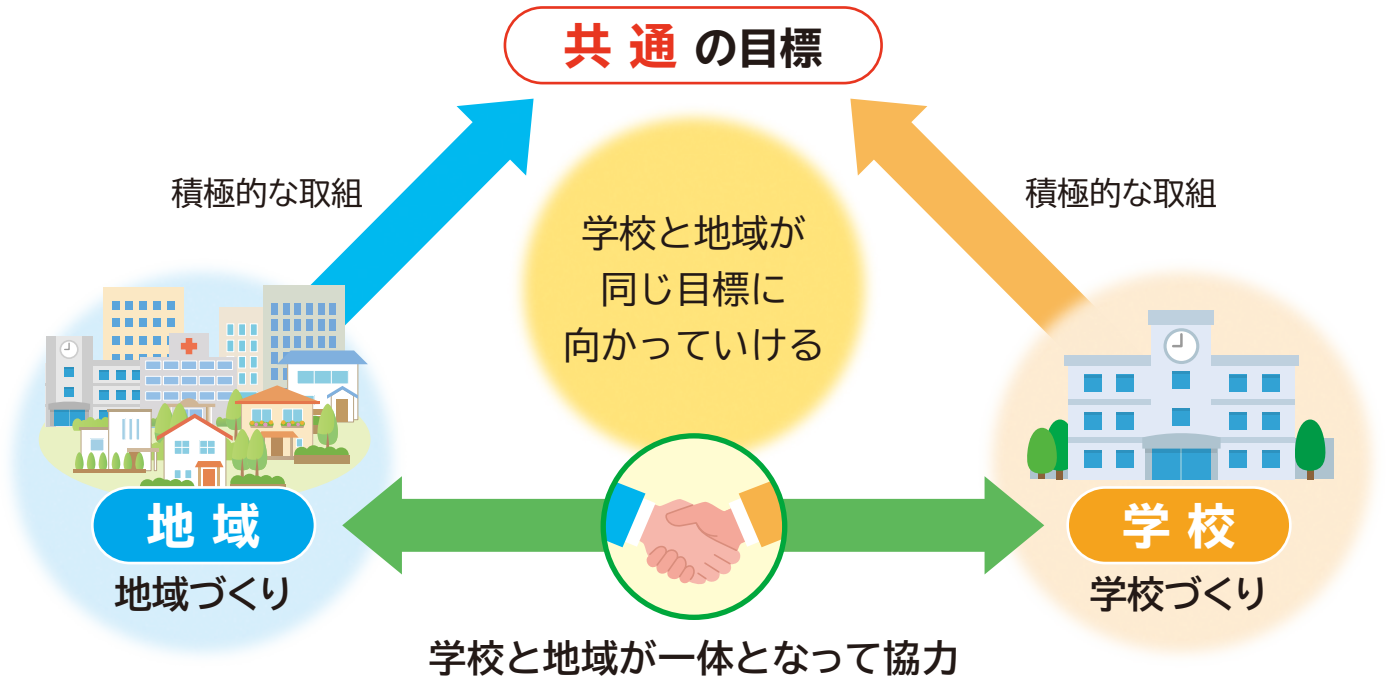 共通の目標
積極的な取組
積極的な取組
学校と地域が
同じ目標に
向かっていける
地域
学校
地域づくり
学校づくり
学校と地域が一体となって協力